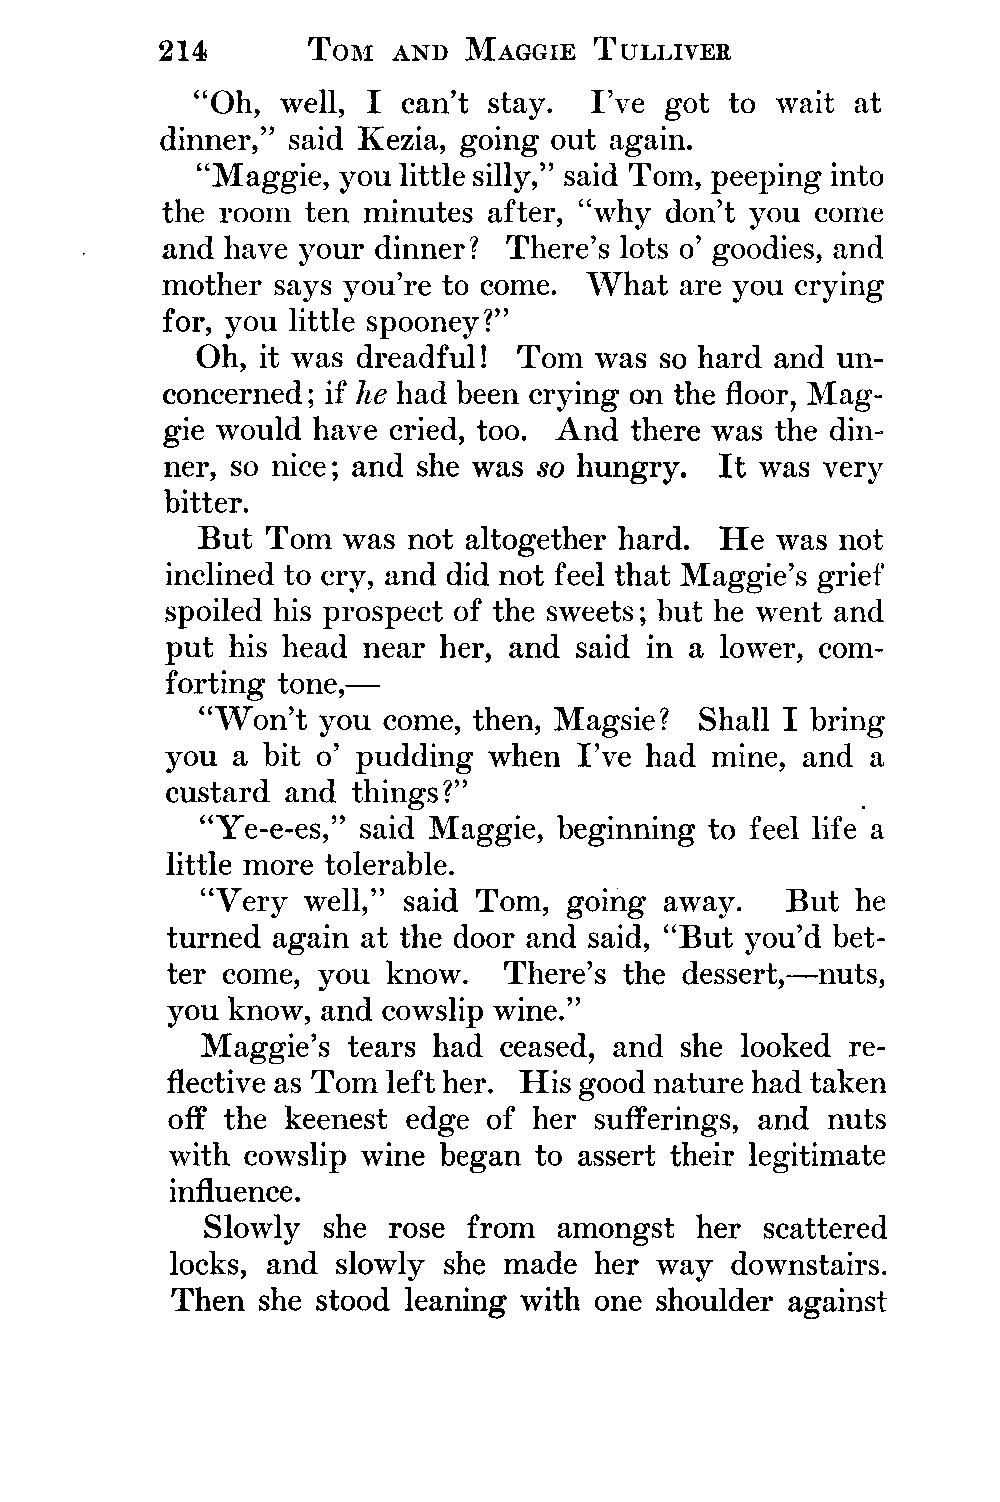 214 Tom and Maggie Tulliver
"Oh, well, I can't stay. I've got to wait at
dinner," said Kezia, going out again.
"Maggie, you little silly," said Tom, peeping into
the room ten minutes after, "why don't you come
and have your dinner? There's lots o' goodies, and
mother says you're to come. What are you crying
for, you little spooney?"
Oh, it was dreadful! Tom was so hard and un-
concerned; if he had been crying on the floor, Mag-
gie would have cried, too. And there was the din-
ner, so nice; and she was so hungry. It was very
bitter.
But Tom was not altogether hard. He was not
inclined to cry, and did not feel that Maggie's grief
spoiled his prospect of the sweets; but he went and
put his head near her, and said in a lower, com-
forting tone,—
"Won't you come, then, Magsie? Shall I bring
you a bit o' pudding when I've had mine, and a
custard and things?"
"Ye-e-es," said Maggie, beginning to feel life a
little more tolerable.
"Very well," said Tom, going away. But he
turned again at the door and said, "But you'd bet-
ter come, you know. There's the dessert,—nuts,
you know, and cowslip wine."
Maggie's tears had ceased, and she looked re-
flective as Tom left her. His good nature had taken
off the keenest edge of her sufferings, and nuts
with cowslip wine began to assert their legitimate
influence.
Slowly she rose from amongst her scattered
locks, and slowly she made her way downstairs.
Then she stood leaning with one shoulder against